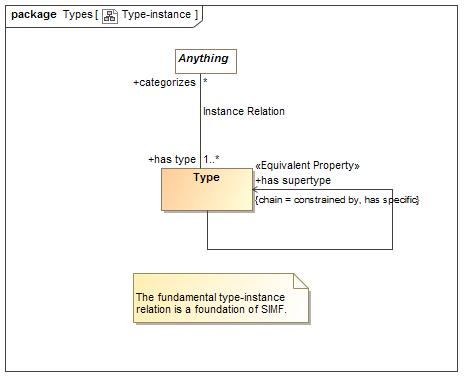 package Types [ Type-instance ]
Anything
+categorizes *
Instance Relation
+has type 1..*
«Equivalent Property»
Type
+has supertype
{chain = constrained by, has specific}
The fundamental type-instance
relation is a foundation of SIMF.